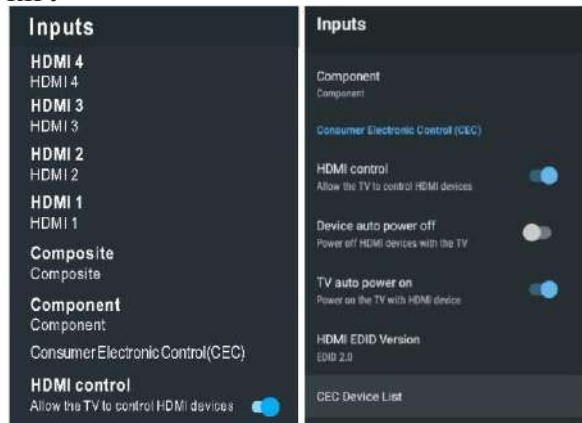 Inputs
HDMI 4
HDMI 4
HDMI 3
HDMI 3
HDMI 2
HDMI 2
HDMI 1
HDMI 1
Composite
Composite
Component
Component
Consumer Electronic Control(CEC)
HDMI control
Allow the TV to control HDMI devices
Inputs
Component
Component
Consumer Electronic Control (CEC)
HDMI control
Allow the TV to control HDMI devices
Device auto power off
Power off HDMI devices with the TV
TV auto power on
Power on the TV with HDMI device
HDMI EDID Version
EDID 2.0
CEC Device List